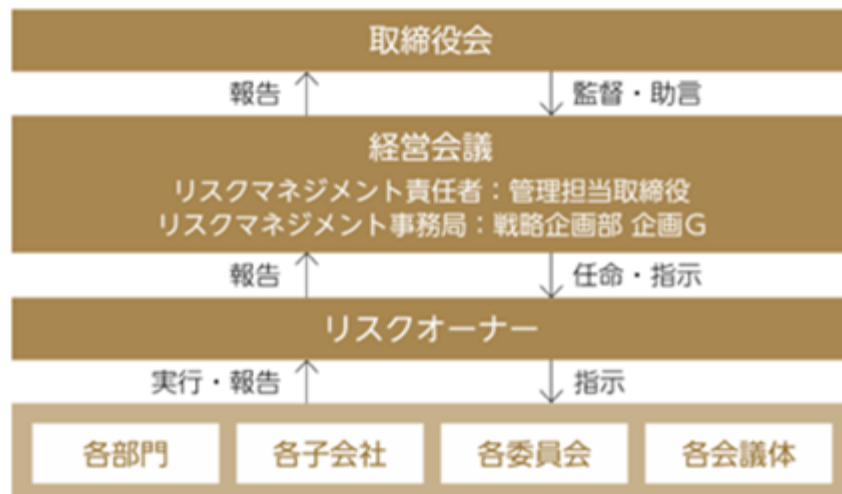 取締役会
報告
監督・助言
経営会議
リスクマネジメント責任者：管理担当取締役
リスクマネジメント事務局：戦略企画部 企画G
報告
任命・指示
リスクオーナー
実行・報告
指示
各部門
各子会社
各委員会
各会議体